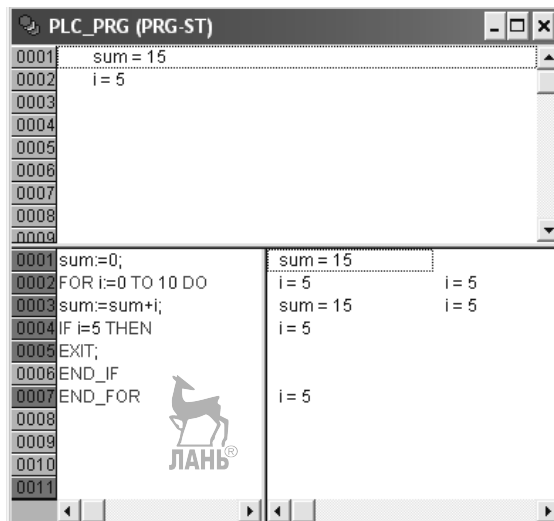 PLC_PRG (PRG-ST)
0001 sum = 15
0002 i = 5
0003
0004
0005
0006
0007
0008
0009
0001 sum:=0; sum = 15
0002 FOR i:=0 TO 10 DO i = 5 i = 5
0003 sum:=sum+i; sum = 15 i = 5
0004 IF i=5 THEN i = 5
0005 EXIT;
0006 END_IF
0007 END_FOR i = 5
0008
0009
0010
0011
ЛАНЬ®